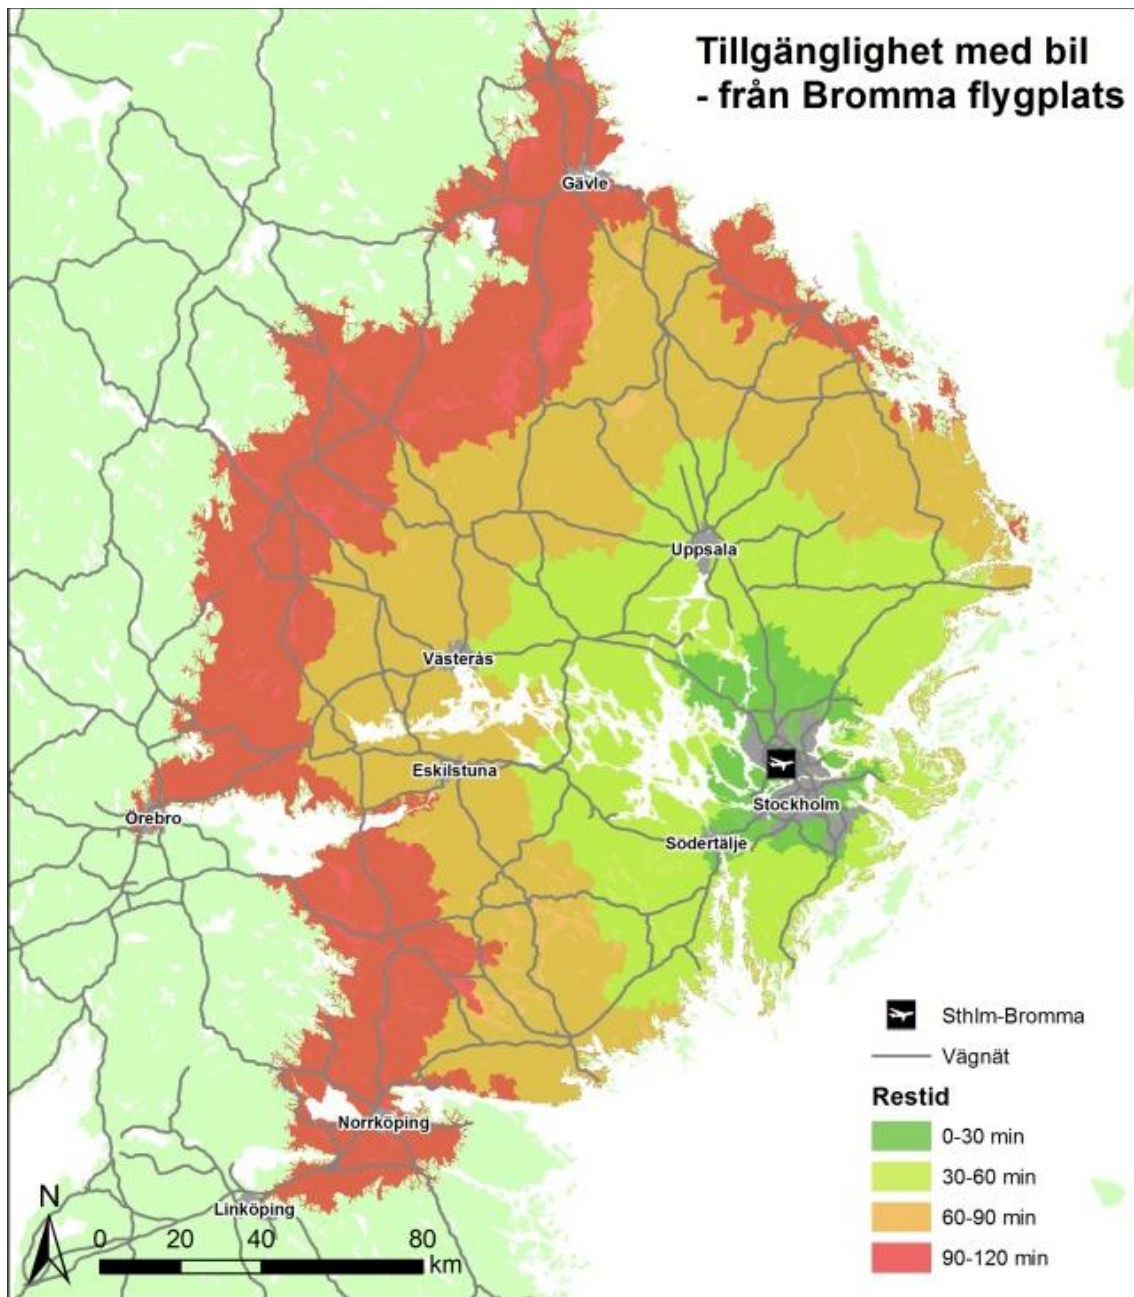 Tillgänglighet med bil
- från Bromma flygplats
Gävle
Uppsala
Västerås
Eskilstuna
Stockholm
Örebro
Södertälje
Norrköping
Linköping
N
0 20 40 80
km
Sthlm-Bromma
Vägnät
Restid
0-30 min
30-60 min
60-90 min
90-120 min